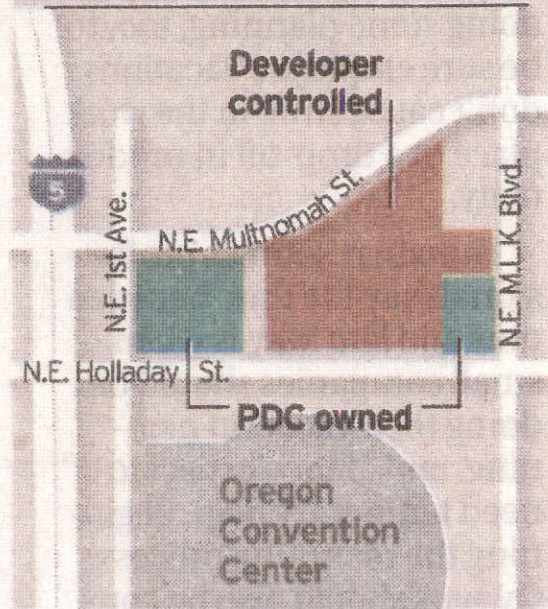 Developer
controlled
5
N.E. Multnomah St.
N.E. 1st Ave.
N.E. M.L.K. Blvd.
N.E. Holladay St.
PDC owned
Oregon
Convention
Center